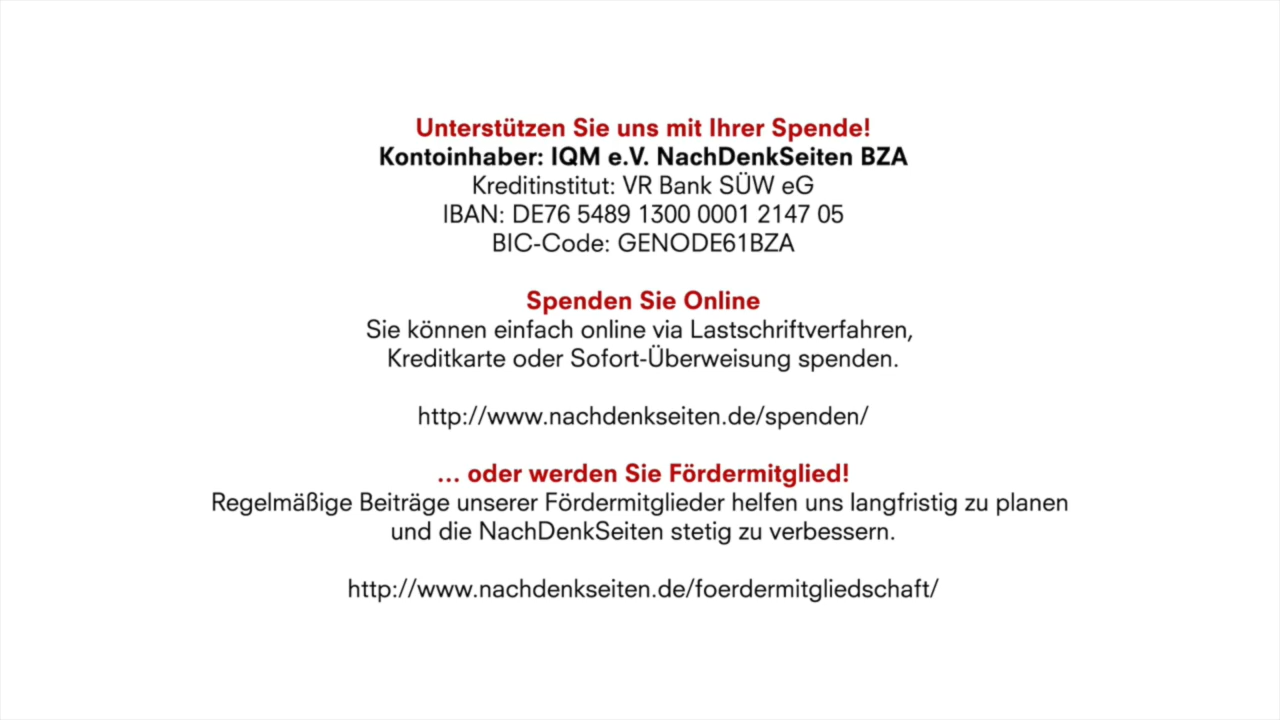 Unterstützen Sie uns mit Ihrer Spende!
Kontoinhaber: IQM e.V. NachDenkSeiten BZA
Kreditinstitut: VR Bank SÜW eG
IBAN: DE76 5489 1300 0001 2147 05
BIC-Code: GENODE61BZA
Spenden Sie Online
Sie können einfach online via Lastschriftverfahren,
Kreditkarte oder Sofort-Überweisung spenden.
http://www.nachdenkseiten.de/spenden/
... oder werden Sie Fördermitglied!
Regelmäßige Beiträge unserer Fördermitglieder helfen uns langfristig zu planen
und die NachDenkSeiten stetig zu verbessern.
http://www.nachdenkseiten.de/foerdermitgliedschaft/